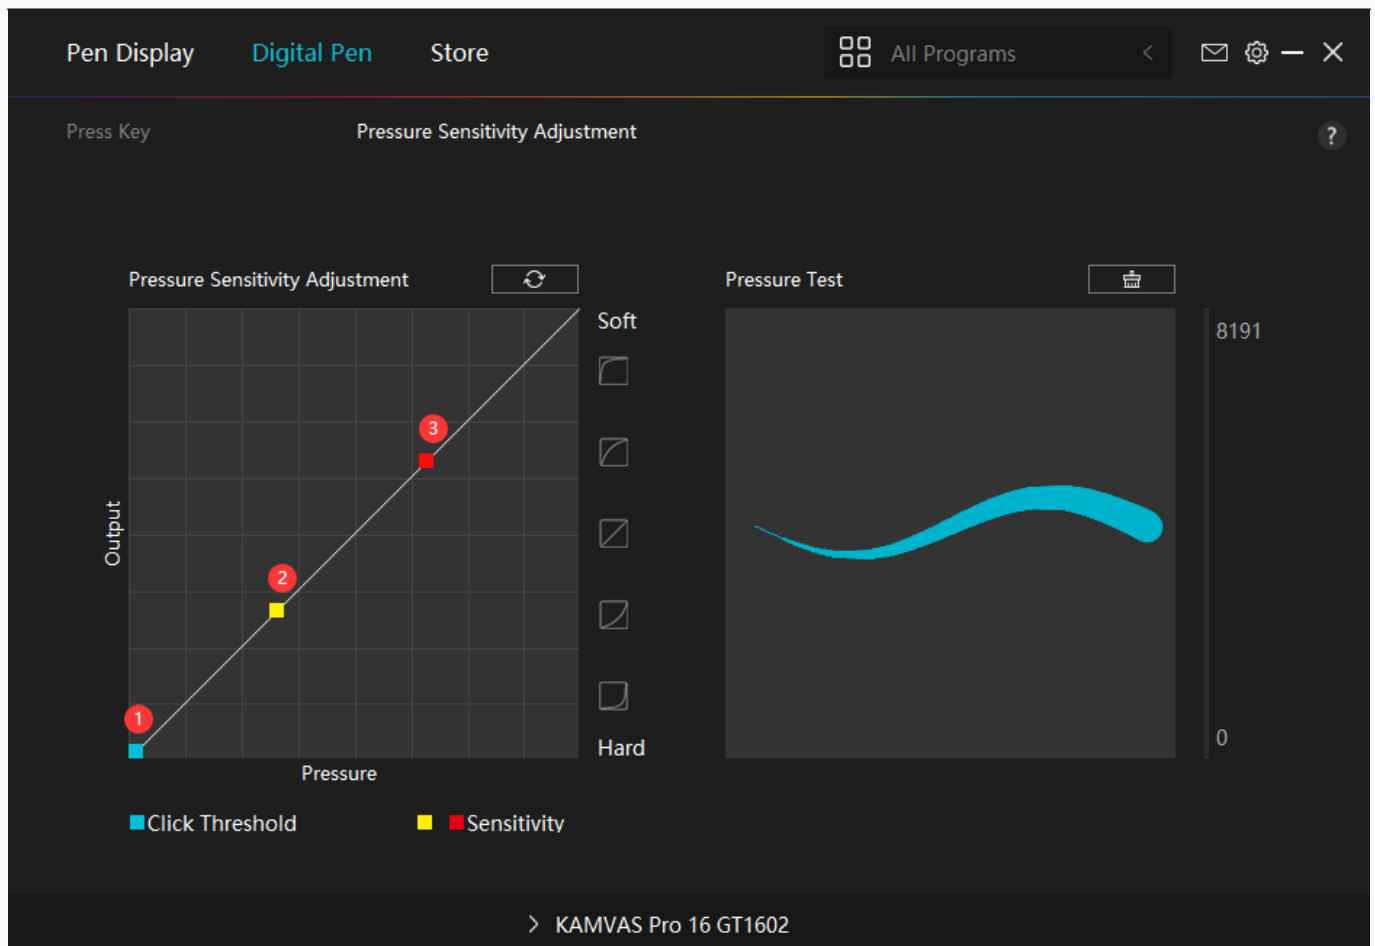 Pen Display Digital Pen Store All Programs
Press Key Pressure Sensitivity Adjustment ?
Pressure Sensitivity Adjustment
Soft
3
2
1
Output
Hard
Pressure
Click Threshold Sensitivity
Pressure Test
8191
0
KAMVAS Pro 16 GT1602